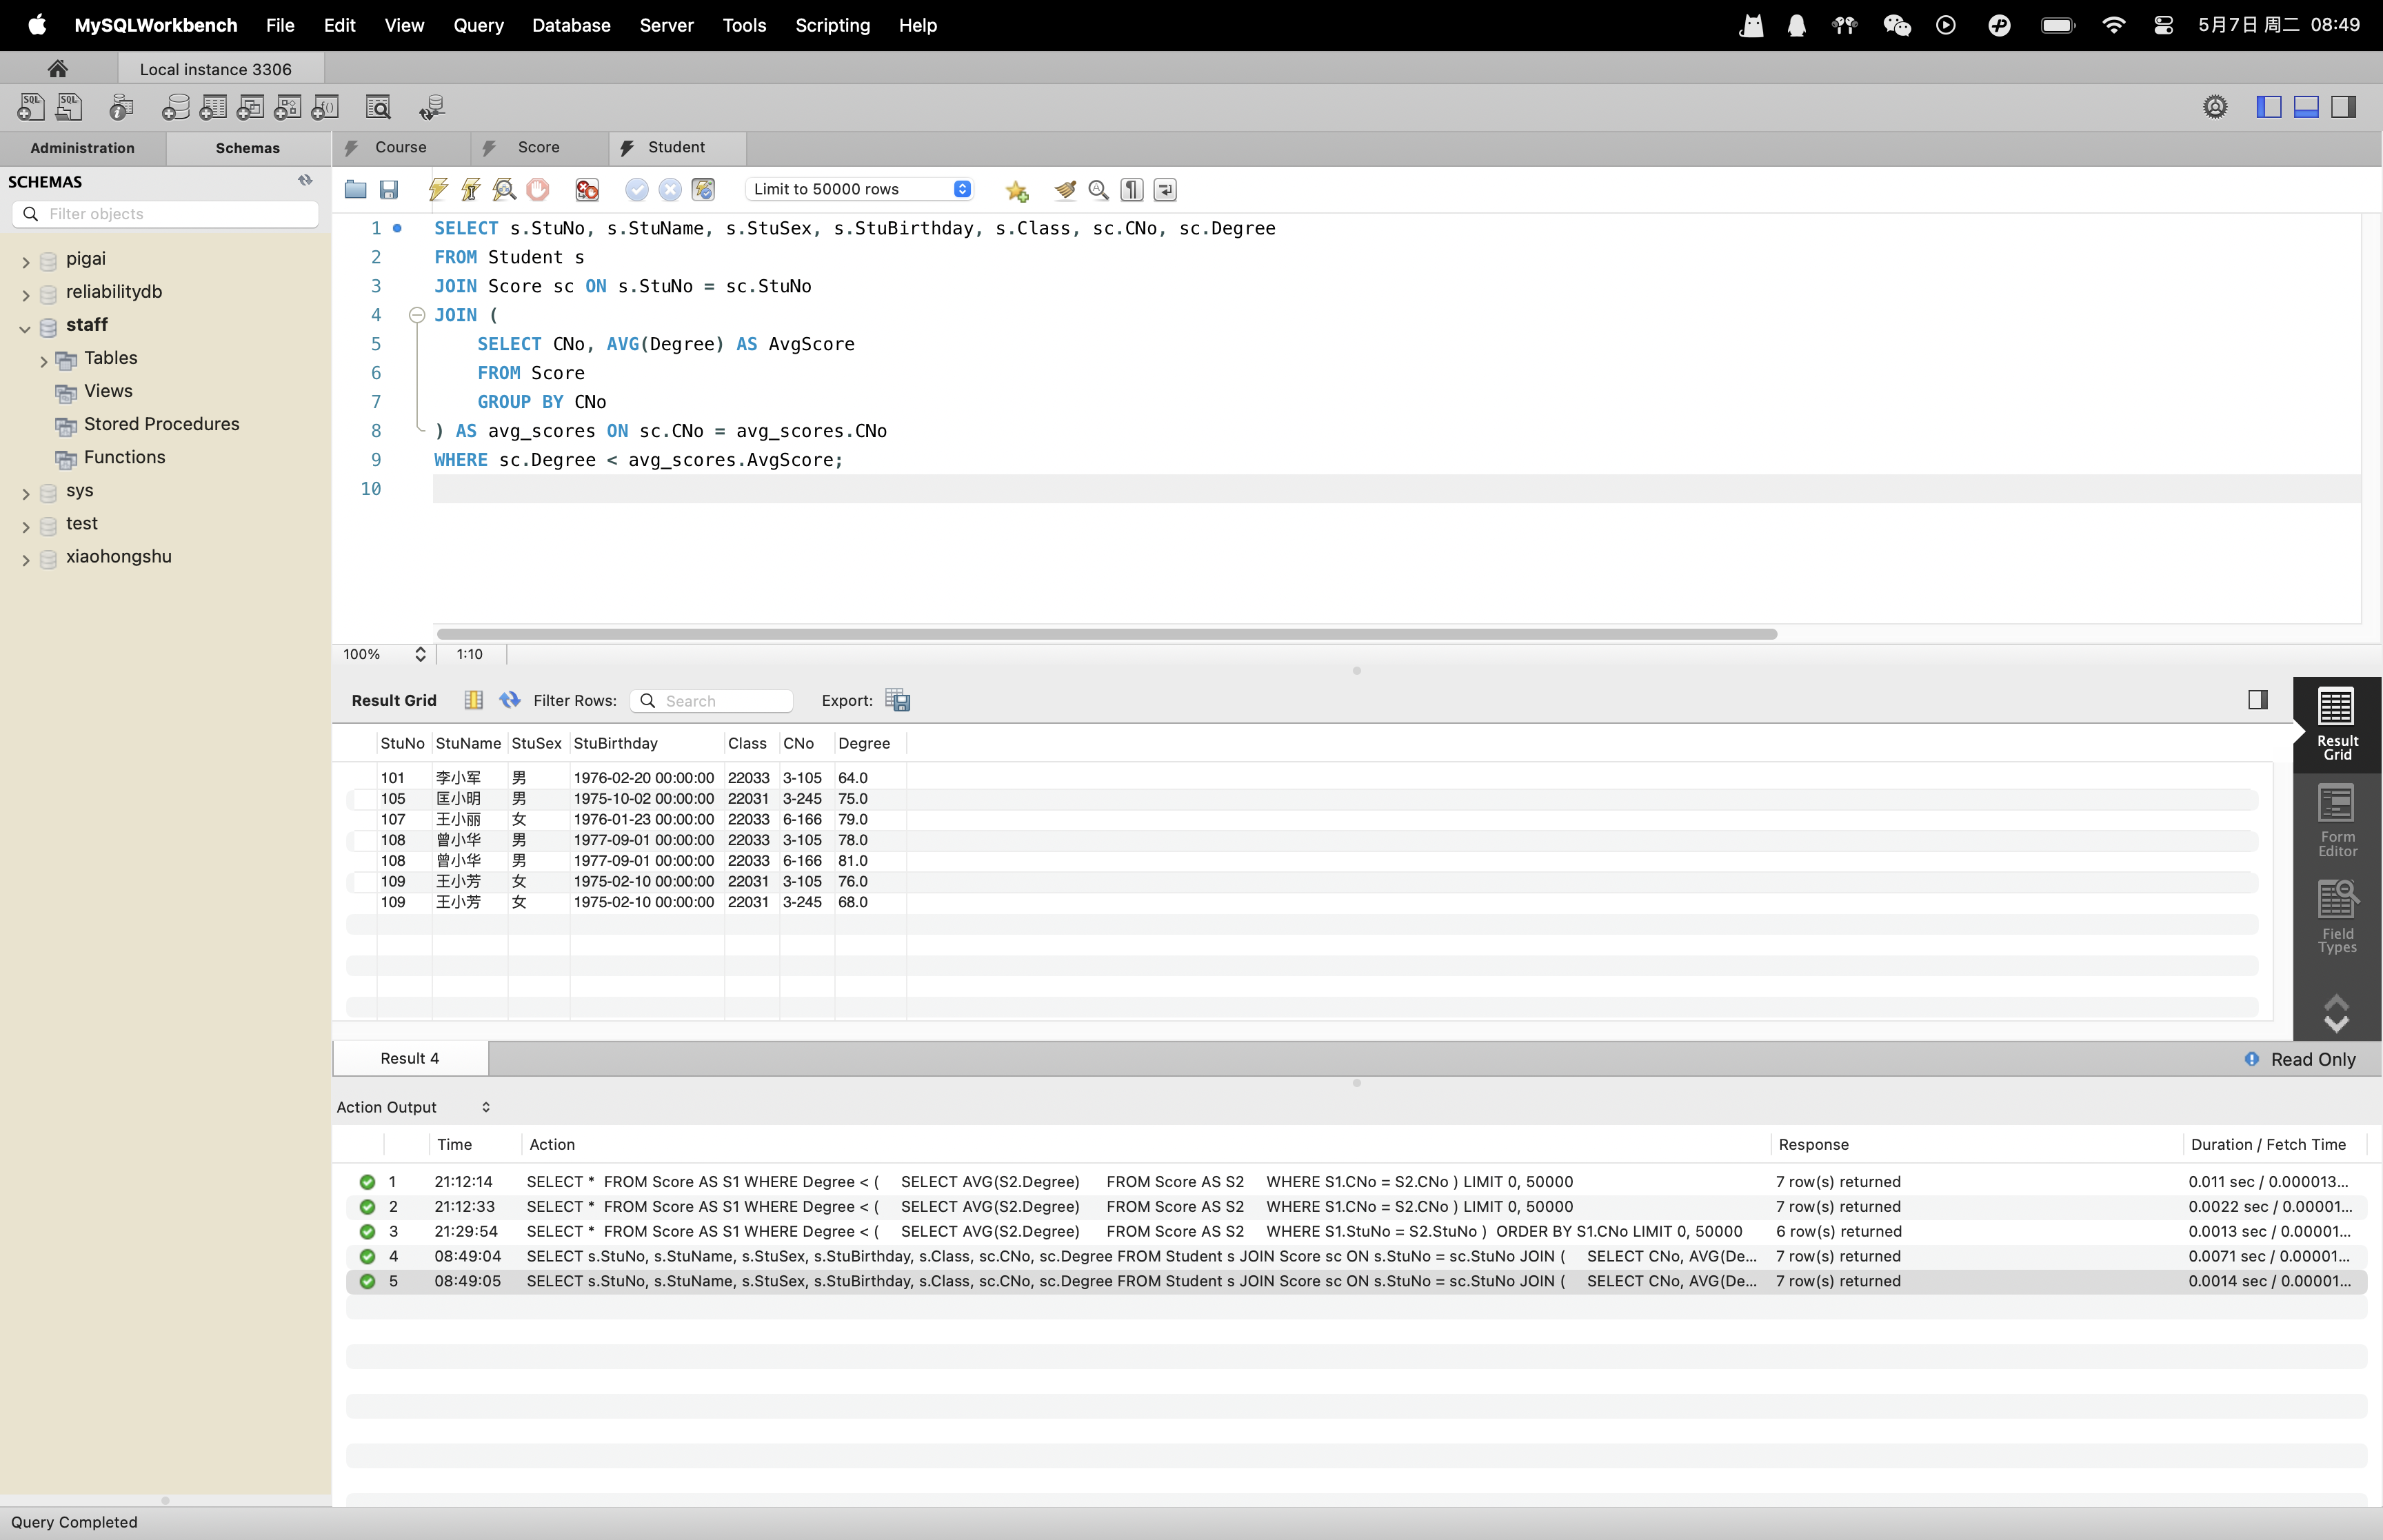 MySQLWorkbench File Edit View Query Database Server Tools Scripting Help 5月7日 周二 08:49
Local instance 3306
Administration Schemas Course Score Student
SCHEMAS
Filter objects
pigai
reliabilitydb
staff
Tables
Views
Stored Procedures
Functions
sys
test
xiaohongshu
Limit to 50000 rows
1 SELECT s.StuNo, s.StuName, s.StuSex, s.StuBirthday, s.Class, sc.CNo, sc.Degree
2 FROM Student s
3 JOIN Score sc ON s.StuNo = sc.StuNo
4 JOIN (
5 SELECT CNo, AVG(Degree) AS AvgScore
6 FROM Score
7 GROUP BY CNo
8 ) AS avg_scores ON sc.CNo = avg_scores.CNo
9 WHERE sc.Degree < avg_scores.AvgScore;
10
100% 1:10
Result Grid Filter Rows: Search Export:
StuNo StuName StuSex StuBirthday Class CNo Degree
101 李小军 男 1976-02-20 00:00:00 22033 3-105 64.0
105 匡小明 男 1975-10-02 00:00:00 22031 3-245 75.0
107 王小丽 女 1976-01-23 00:00:00 22033 6-166 79.0
108 曾小华 男 1977-09-01 00:00:00 22033 3-105 78.0
108 曾小华 男 1977-09-01 00:00:00 22033 6-166 81.0
109 王小芳 女 1975-02-10 00:00:00 22031 3-105 76.0
109 王小芳 女 1975-02-10 00:00:00 22031 3-245 68.0
Result
Grid
Form
Editor
Field
Types
Result 4 Read Only
Action Output
Time Action Response Duration / Fetch Time
1 21:12:14 SELECT * FROM Score AS S1 WHERE Degree < ( SELECT AVG(S2.Degree) FROM Score AS S2 WHERE S1.CNo = S2.CNo ) LIMIT 0, 50000 7 row(s) returned 0.011 sec / 0.000013...
2 21:12:33 SELECT * FROM Score AS S1 WHERE Degree < ( SELECT AVG(S2.Degree) FROM Score AS S2 WHERE S1.CNo = S2.CNo ) LIMIT 0, 50000 7 row(s) returned 0.0022 sec / 0.00001...
3 21:29:54 SELECT * FROM Score AS S1 WHERE Degree < ( SELECT AVG(S2.Degree) FROM Score AS S2 WHERE S1.StuNo = S2.StuNo ) ORDER BY S1.CNo LIMIT 0, 50000 6 row(s) returned 0.0013 sec / 0.00001...
4 08:49:04 SELECT s.StuNo, s.StuName, s.StuSex, s.StuBirthday, s.Class, sc.CNo, sc.Degree FROM Student s JOIN Score sc ON s.StuNo = sc.StuNo JOIN ( SELECT CNo, AVG(De... 7 row(s) returned 0.0071 sec / 0.00001...
5 08:49:05 SELECT s.StuNo, s.StuName, s.StuSex, s.StuBirthday, s.Class, sc.CNo, sc.Degree FROM Student s JOIN Score sc ON s.StuNo = sc.StuNo JOIN ( SELECT CNo, AVG(De... 7 row(s) returned 0.0014 sec / 0.00001...
Query Completed